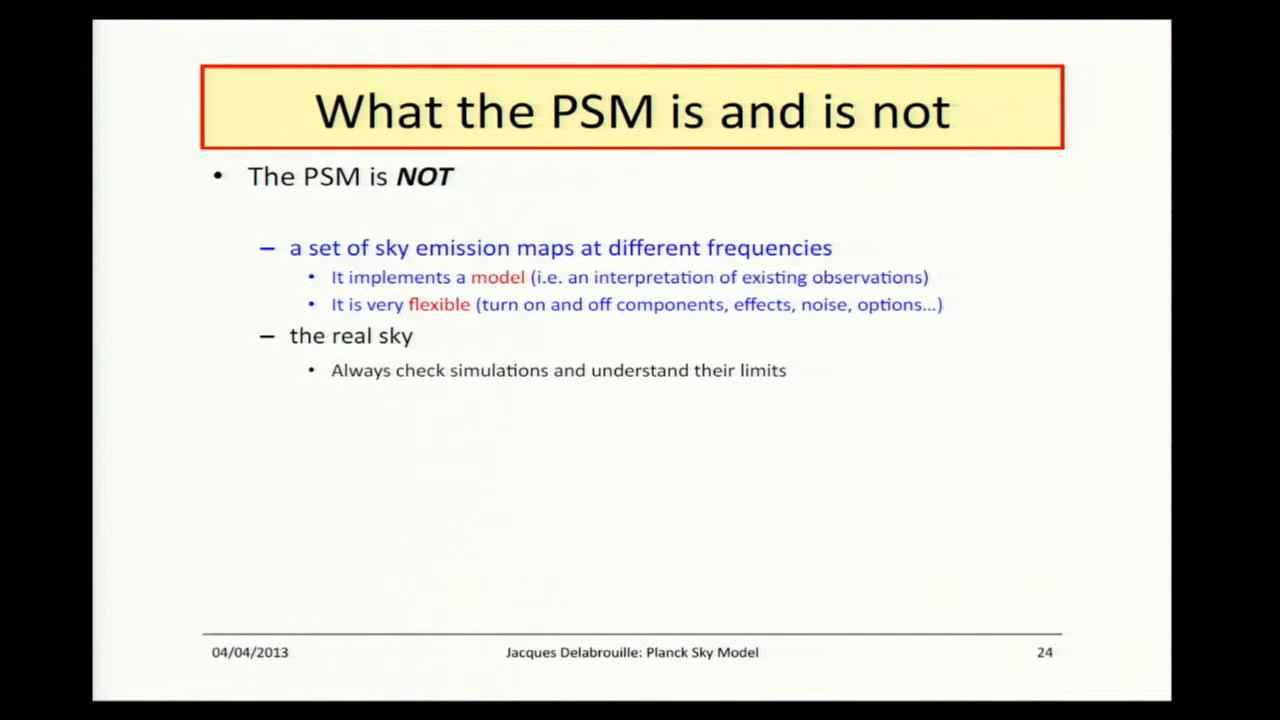 What the PSM is and is not
• The PSM is NOT
– a set of sky emission maps at different frequencies
• It implements a model (i.e. an interpretation of existing observations)
• It is very flexible (turn on and off components, effects, noise, options...)
– the real sky
• Always check simulations and understand their limits
04/04/2013 Jacques Delabrouille: Planck Sky Model 24